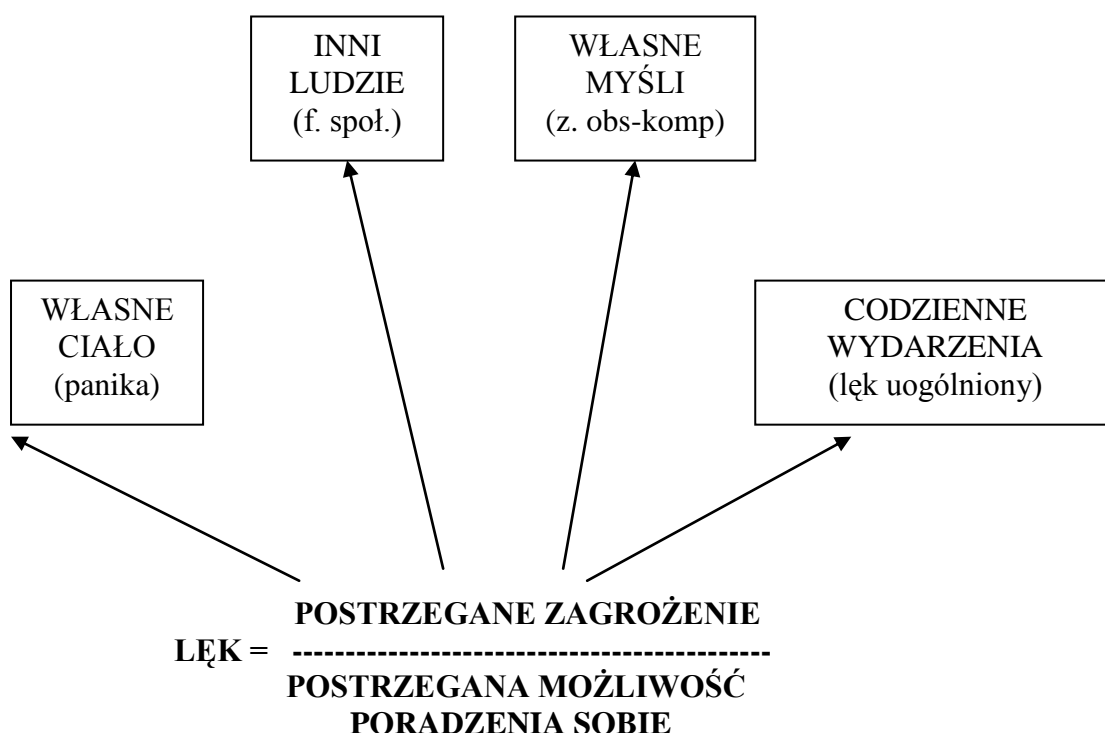 INNI
LUDZIE
(f. społ.)
WŁASNE
MYŚLI
(z. obs-komp)
WŁASNE
CIAŁO
(panika)
CODZIENNE
WYDARZENIA
(lęk uogólniony)
POSTRZEGANE ZAGROŻENIE
LĘK = ----------------------------------------------
POSTRZEGANA MOŻLIWOŚĆ
PORADZENIA SOBIE